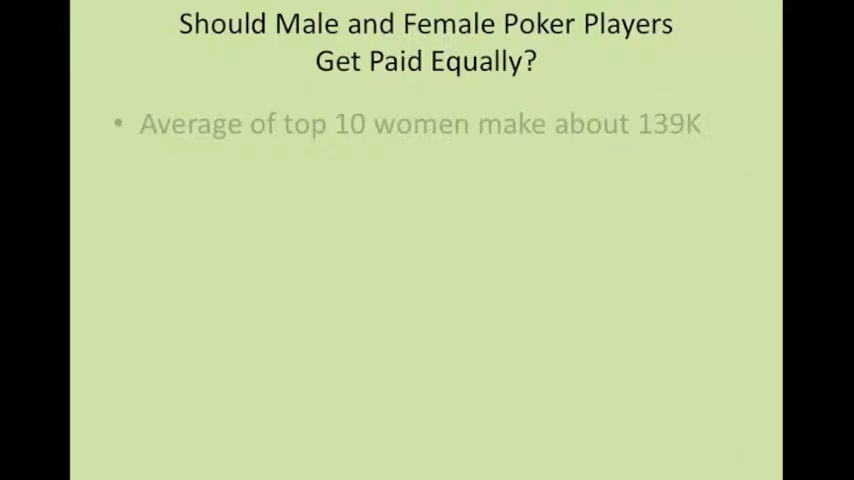 Should Male and Female Poker Players
Get Paid Equally?
• Average of top 10 women make about 139K